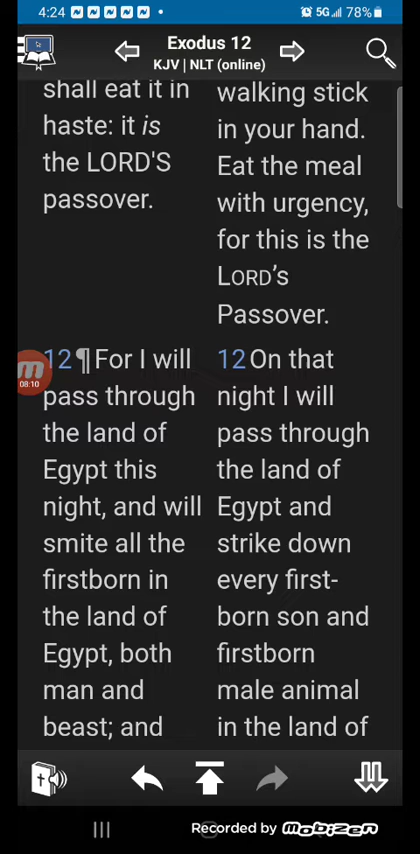 4:24 5G 78%
Exodus 12
KJV | NLT (online)
shall eat it in
haste: it is
the LORD'S
passover.
walking stick
in your hand.
Eat the meal
with urgency,
for this is the
LORD’s
Passover.
12 ¶ For I will
pass through
the land of
Egypt this
night, and will
smite all the
firstborn in
the land of
Egypt, both
man and
beast; and
12 On that
night I will
pass through
the land of
Egypt and
strike down
every first-
born son and
firstborn
male animal
in the land of
08:10
Recorded by mobizen